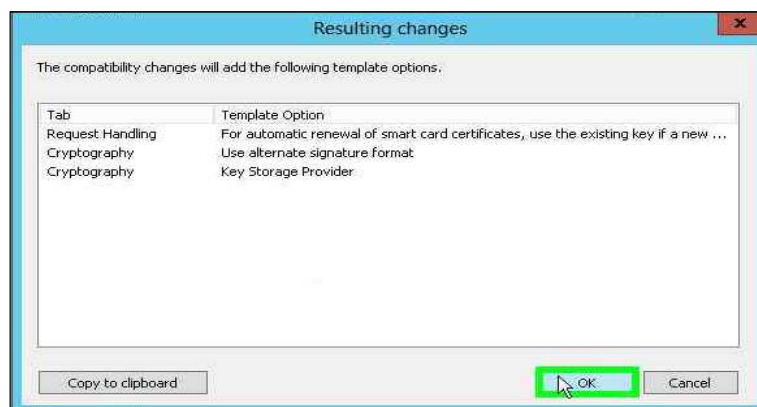 Resulting changes
x
The compatibility changes will add the following template options.
Tab Template Option
Request Handling For automatic renewal of smart card certificates, use the existing key if a new ...
Cryptography Use alternate signature format
Cryptography Key Storage Provider
Copy to clipboard OK Cancel